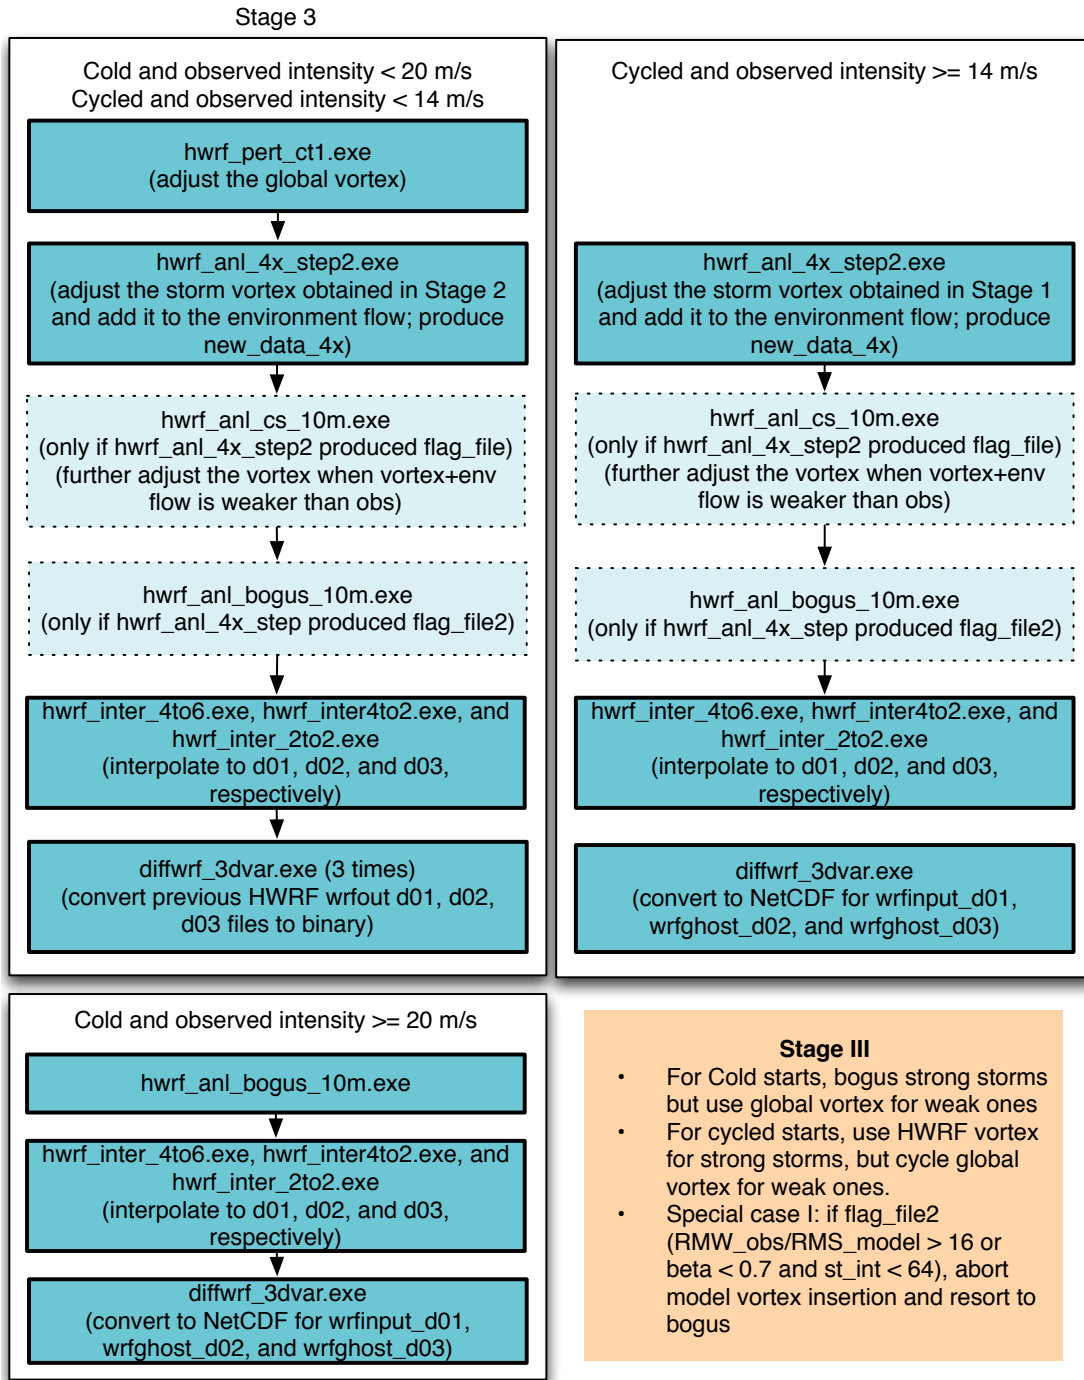 Stage 3
Cold and observed intensity < 20 m/s
Cycled and observed intensity < 14 m/s
hwrf_pert_ct1.exe
(adjust the global vortex)
hwrf_anl_4x_step2.exe
(adjust the storm vortex obtained in Stage 2
and add it to the environment flow; produce
new_data_4x)
hwrf_anl_cs_10m.exe
(only if hwrf_anl_4x_step2 produced flag_file)
(further adjust the vortex when vortex+env
flow is weaker than obs)
hwrf_anl_bogus_10m.exe
(only if hwrf_anl_4x_step produced flag_file2)
hwrf_inter_4to6.exe, hwrf_inter4to2.exe, and
hwrf_inter_2to2.exe
(interpolate to d01, d02, and d03,
respectively)
diffwrf_3dvar.exe (3 times)
(convert previous HWRF wrfout d01, d02,
d03 files to binary)
Cycled and observed intensity >= 14 m/s
hwrf_anl_4x_step2.exe
(adjust the storm vortex obtained in Stage 1
and add it to the environment flow; produce
new_data_4x)
hwrf_anl_cs_10m.exe
(only if hwrf_anl_4x_step2 produced flag_file)
(further adjust the vortex when vortex+env
flow is weaker than obs)
hwrf_anl_bogus_10m.exe
(only if hwrf_anl_4x_step produced flag_file2)
hwrf_inter_4to6.exe, hwrf_inter4to2.exe, and
hwrf_inter_2to2.exe
(interpolate to d01, d02, and d03,
respectively)
diffwrf_3dvar.exe
(convert to NetCDF for wrfinput_d01,
wrfghost_d02, and wrfghost_d03)
Cold and observed intensity >= 20 m/s
hwrf_anl_bogus_10m.exe
hwrf_inter_4to6.exe, hwrf_inter4to2.exe, and
hwrf_inter_2to2.exe
(interpolate to d01, d02, and d03,
respectively)
diffwrf_3dvar.exe
(convert to NetCDF for wrfinput_d01,
wrfghost_d02, and wrfghost_d03)
Stage III
• For Cold starts, bogus strong storms
but use global vortex for weak ones
• For cycled starts, use HWRF vortex
for strong storms, but cycle global
vortex for weak ones.
• Special case I: if flag_file2
(RMW_obs/RMS_model > 16 or
beta < 0.7 and st_int < 64), abort
model vortex insertion and resort to
bogus